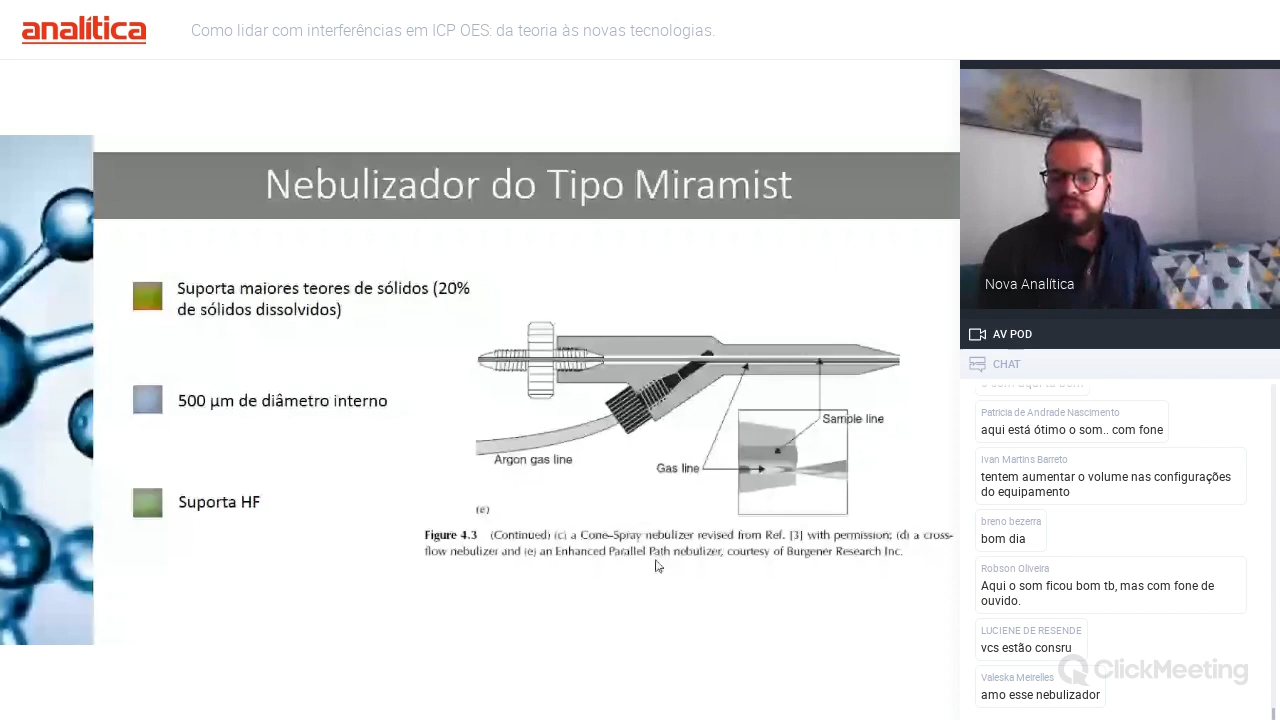 analítica
Como lidar com interferências em ICP OES: da teoria às novas tecnologias.
Nebulizador do Tipo Miramist
Suporta maiores teores de sólidos (20%
de sólidos dissolvidos)
500 µm de diâmetro interno
Suporta HF
Argon gas line
Gas line
Sample line
(e)
Figure 4.3 (Continued) (c) a Cone-Spray nebulizer revised from Ref. [3] with permission; (d) a cross-
flow nebulizer and (e) an Enhanced Parallel Path nebulizer, courtesy of Burgener Research Inc.
Nova Analítica
AV POD
CHAT
Patricia de Andrade Nascimento
aqui está ótimo o som.. com fone
Ivan Martins Barreto
tentem aumentar o volume nas configurações
do equipamento
breno bezerra
bom dia
Robson Oliveira
Aqui o som ficou bom tb, mas com fone de
ouvido.
LUCIENE DE RESENDE
vcs estão consru
Valeska Meirelles
amo esse nebulizador
ClickMeeting